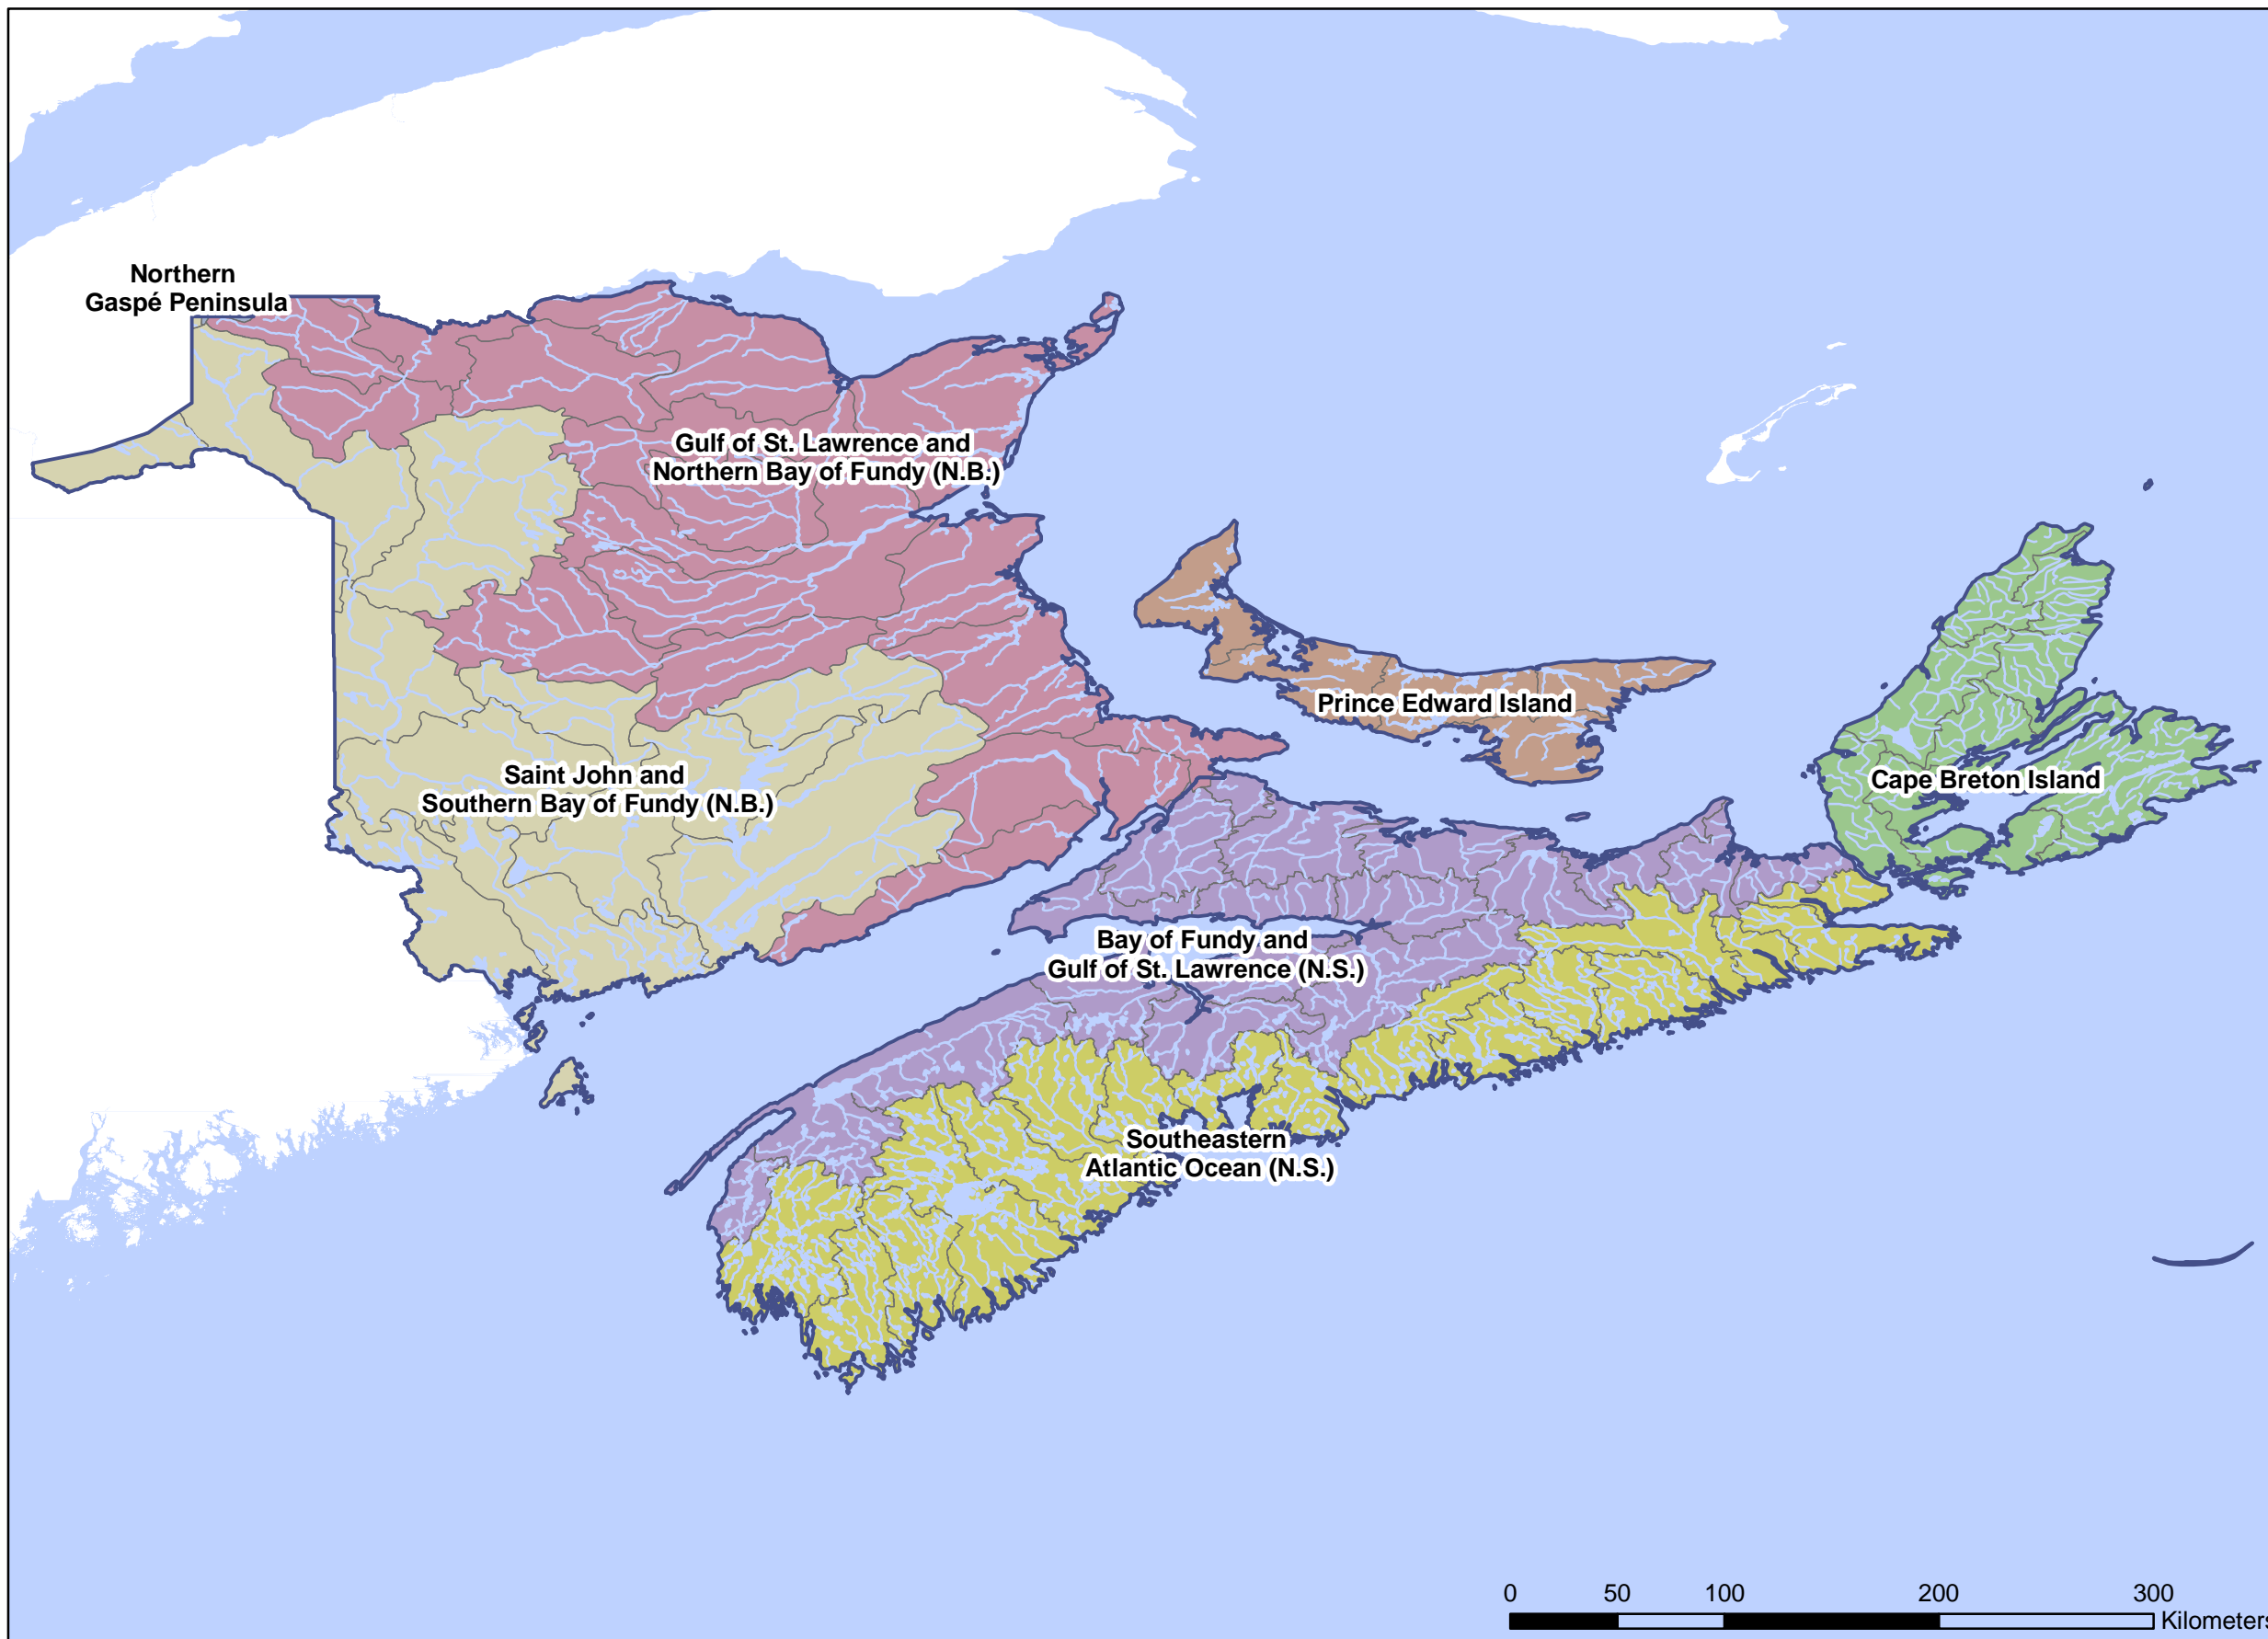 Northern
Gaspé Peninsula
Gulf of St. Lawrence and
Northern Bay of Fundy (N.B.)
Prince Edward Island
Saint John and
Southern Bay of Fundy (N.B.)
Cape Breton Island
Bay of Fundy and
Gulf of St. Lawrence (N.S.)
Southeastern
Atlantic Ocean (N.S.)
0 50 100 200 300
Kilometers